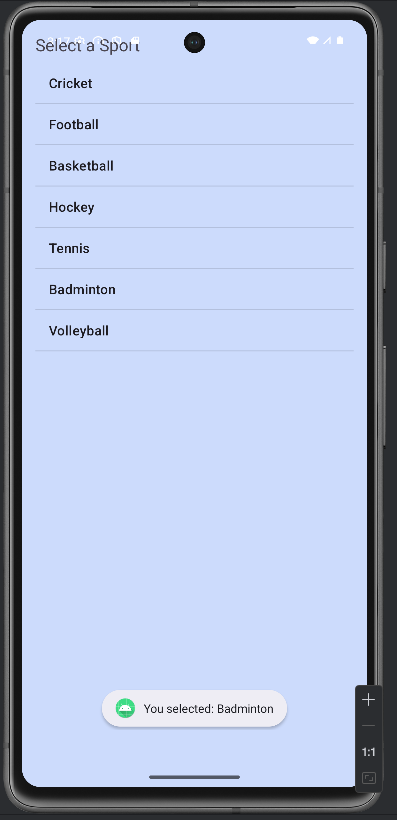 Select a Sport
Cricket
Football
Basketball
Hockey
Tennis
Badminton
Volleyball
You selected: Badminton
1:1